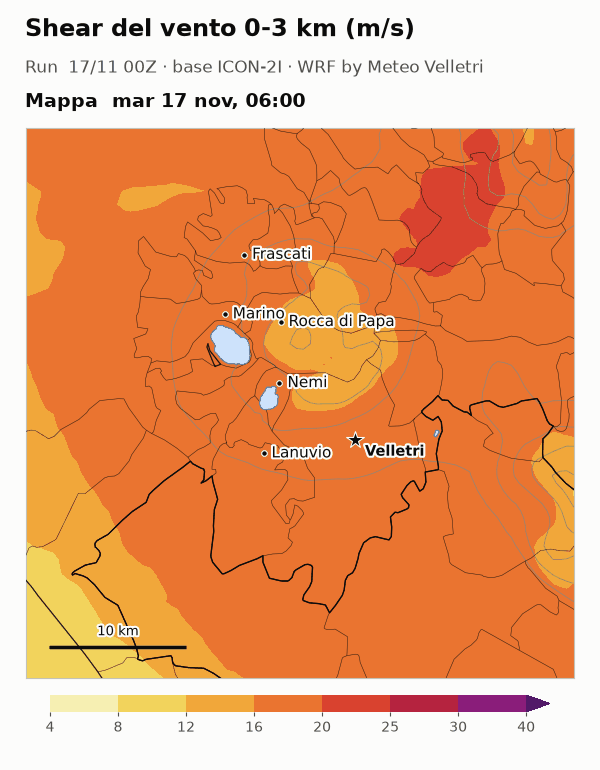 Shear del vento 0-3 km (m/s)
Run 17/11 00Z · base ICON-2I · WRF by Meteo Velletri
Mappa mar 17 nov, 06:00
Frascati
Marino
Rocca di Papa
Nemi
Velletri
Lanuvio
10 km
4 8 12 16 20 25 30 40